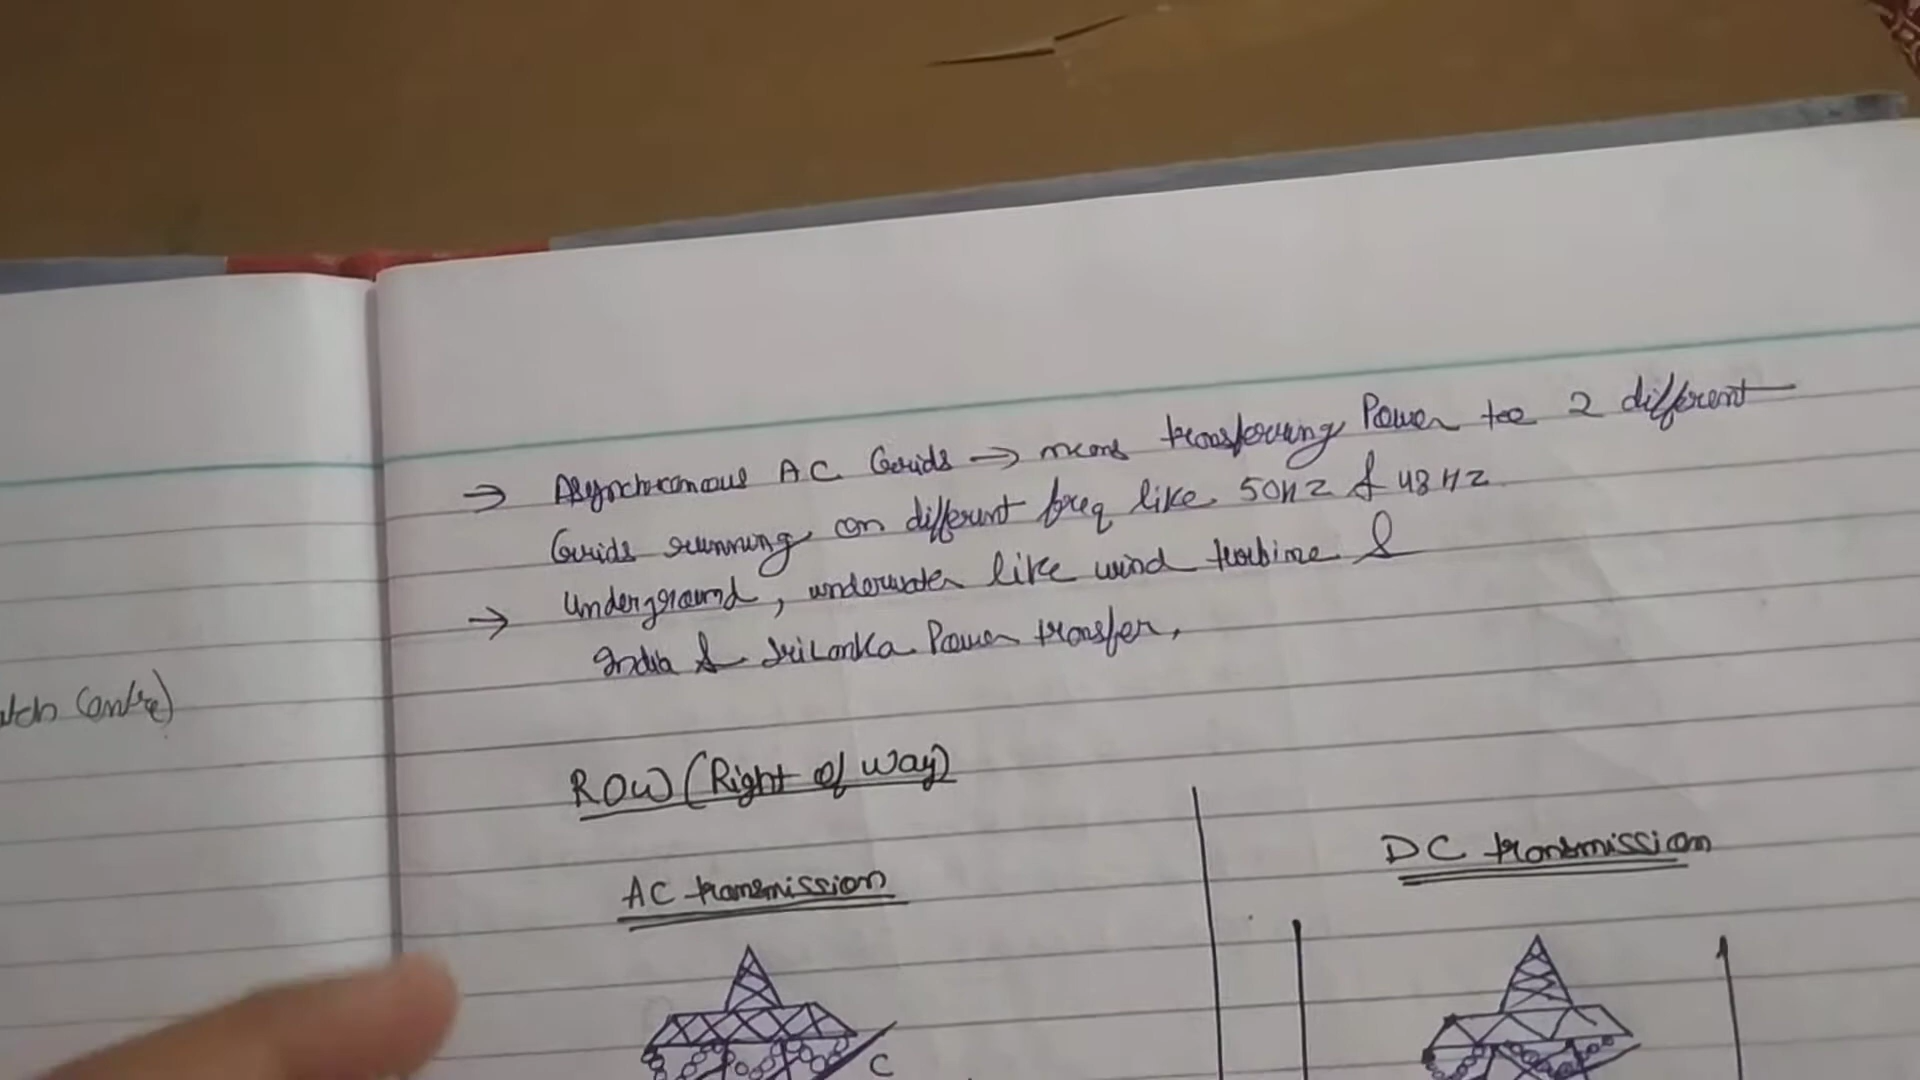 (Centre)
→ Asynchronous AC Grids → means transferring Power to 2 different
Grids running on different freq like 50HZ & 48HZ
→ Underground, underwater like wind turbine &
India & SriLanka Power transfer.
ROW (Right of Way)
AC transmission
DC transmission
C